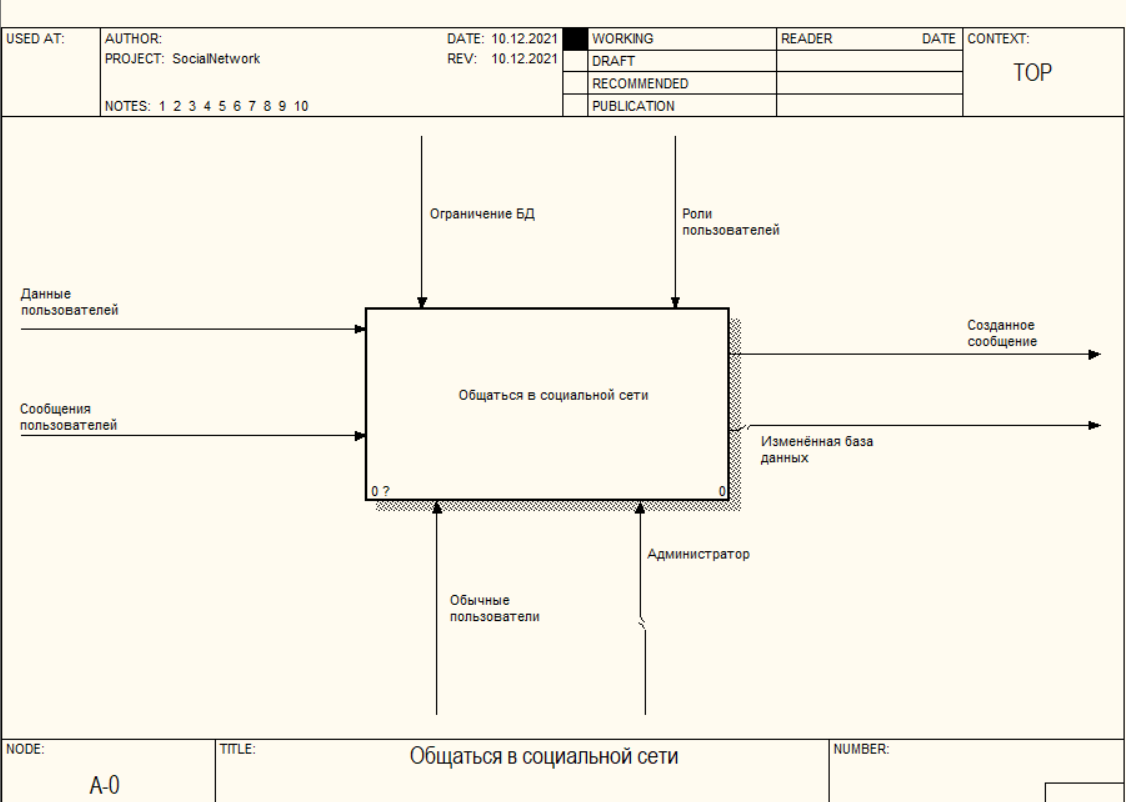 USED AT:
AUTHOR:
DATE: 10.12.2021
PROJECT: SocialNetwork
REV: 10.12.2021
NOTES: 1 2 3 4 5 6 7 8 9 10
WORKING
DRAFT
RECOMMENDED
PUBLICATION
READER
DATE
CONTEXT:
TOP
Ограничение БД
Роли
пользователей
Данные
пользователей
Созданное
сообщение
Общаться в социальной сети
Сообщения
пользователей
Изменённая база
данных
0 ?
0
Администратор
Обычные
пользователи
NODE:
A-0
TITLE:
Общаться в социальной сети
NUMBER: